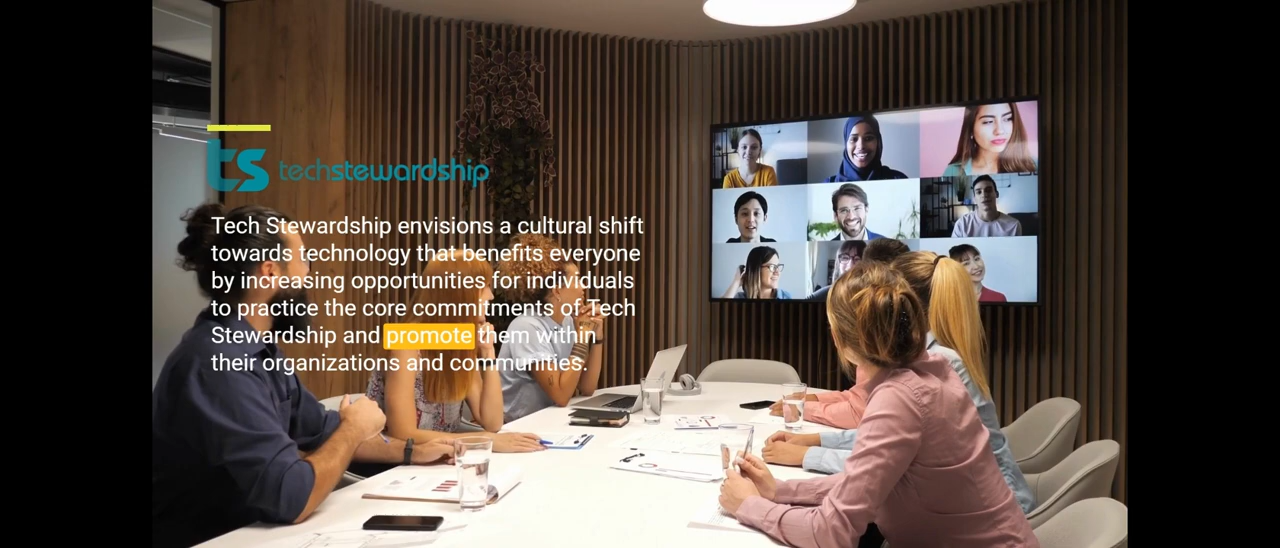 ts techstewardship
Tech Stewardship envisions a cultural shift
towards technology that benefits everyone
by increasing opportunities for individuals
to practice the core commitments of Tech
Stewardship and promote them within
their organizations and communities.